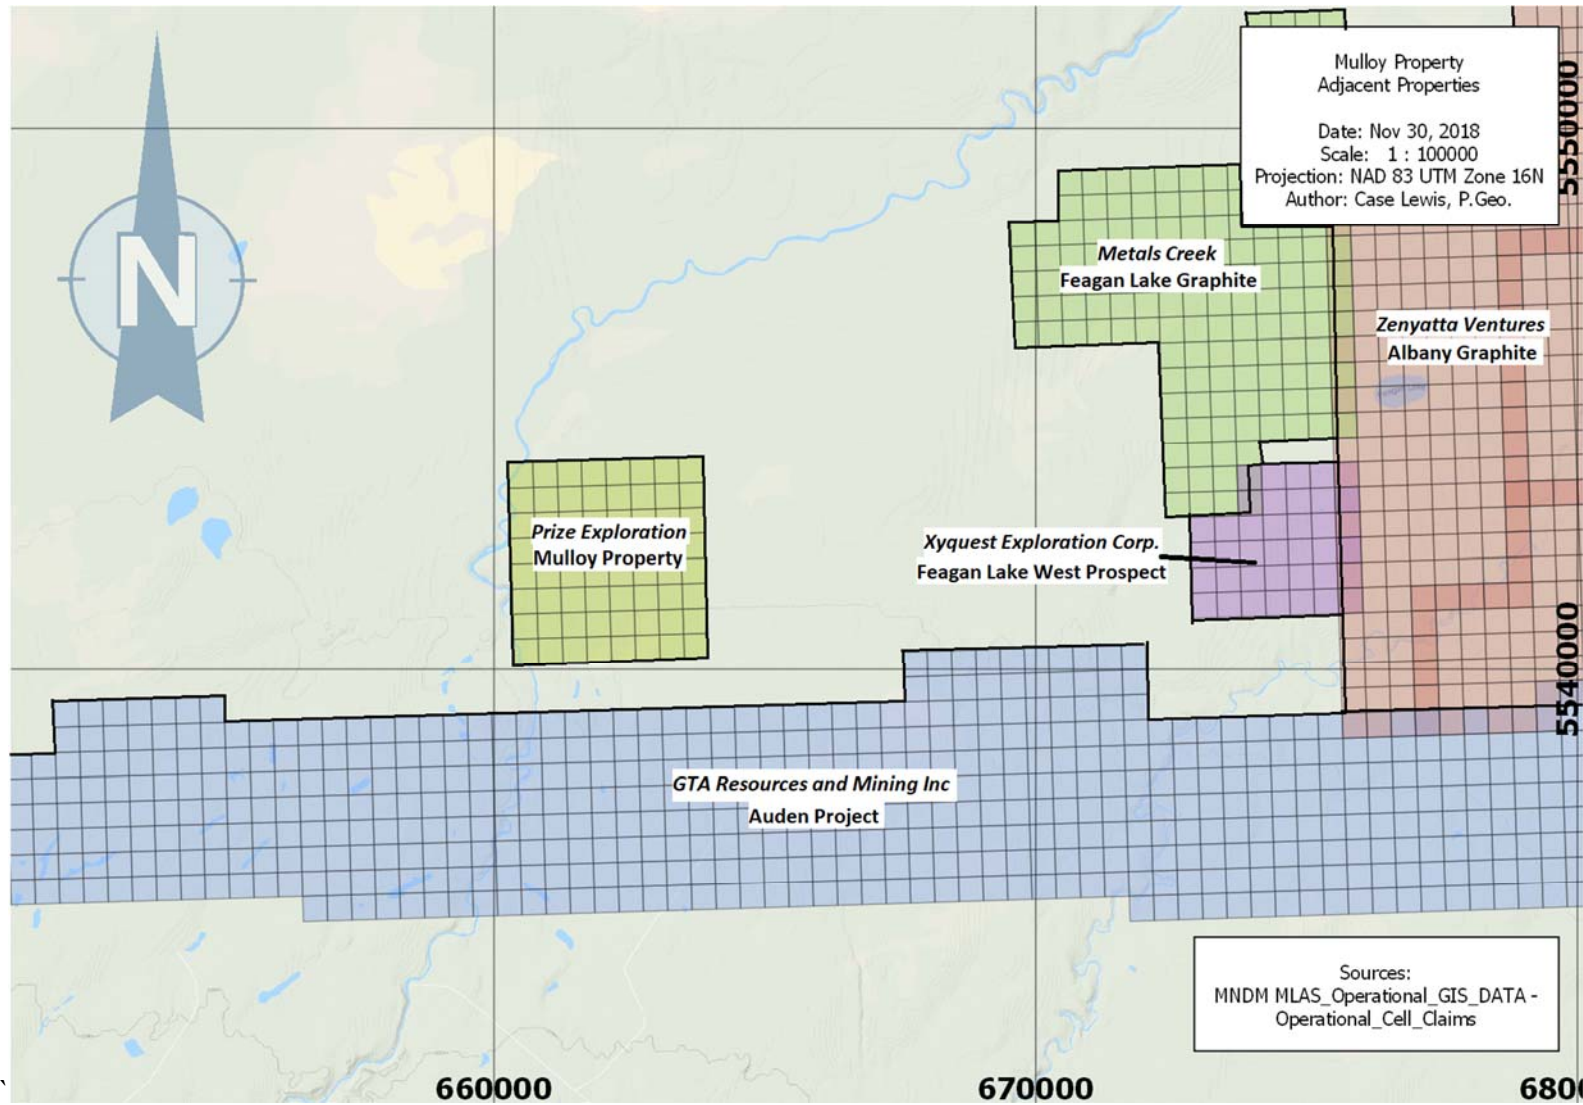 Mulloy Property
Adjacent Properties
Date: Nov 30, 2018
Scale: 1 : 100000
Projection: NAD 83 UTM Zone 16N
Author: Case Lewis, P.Geo.
5550000
N
Metals Creek
Feagan Lake Graphite
Zenyatta Ventures
Albany Graphite
Prize Exploration
Mulloy Property
Xyquest Exploration Corp.
Feagan Lake West Prospect
5540000
GTA Resources and Mining Inc
Auden Project
Sources:
MNDM MLAS_Operational_GIS_DATA -
Operational_Cell_Claims
660000
670000
6800